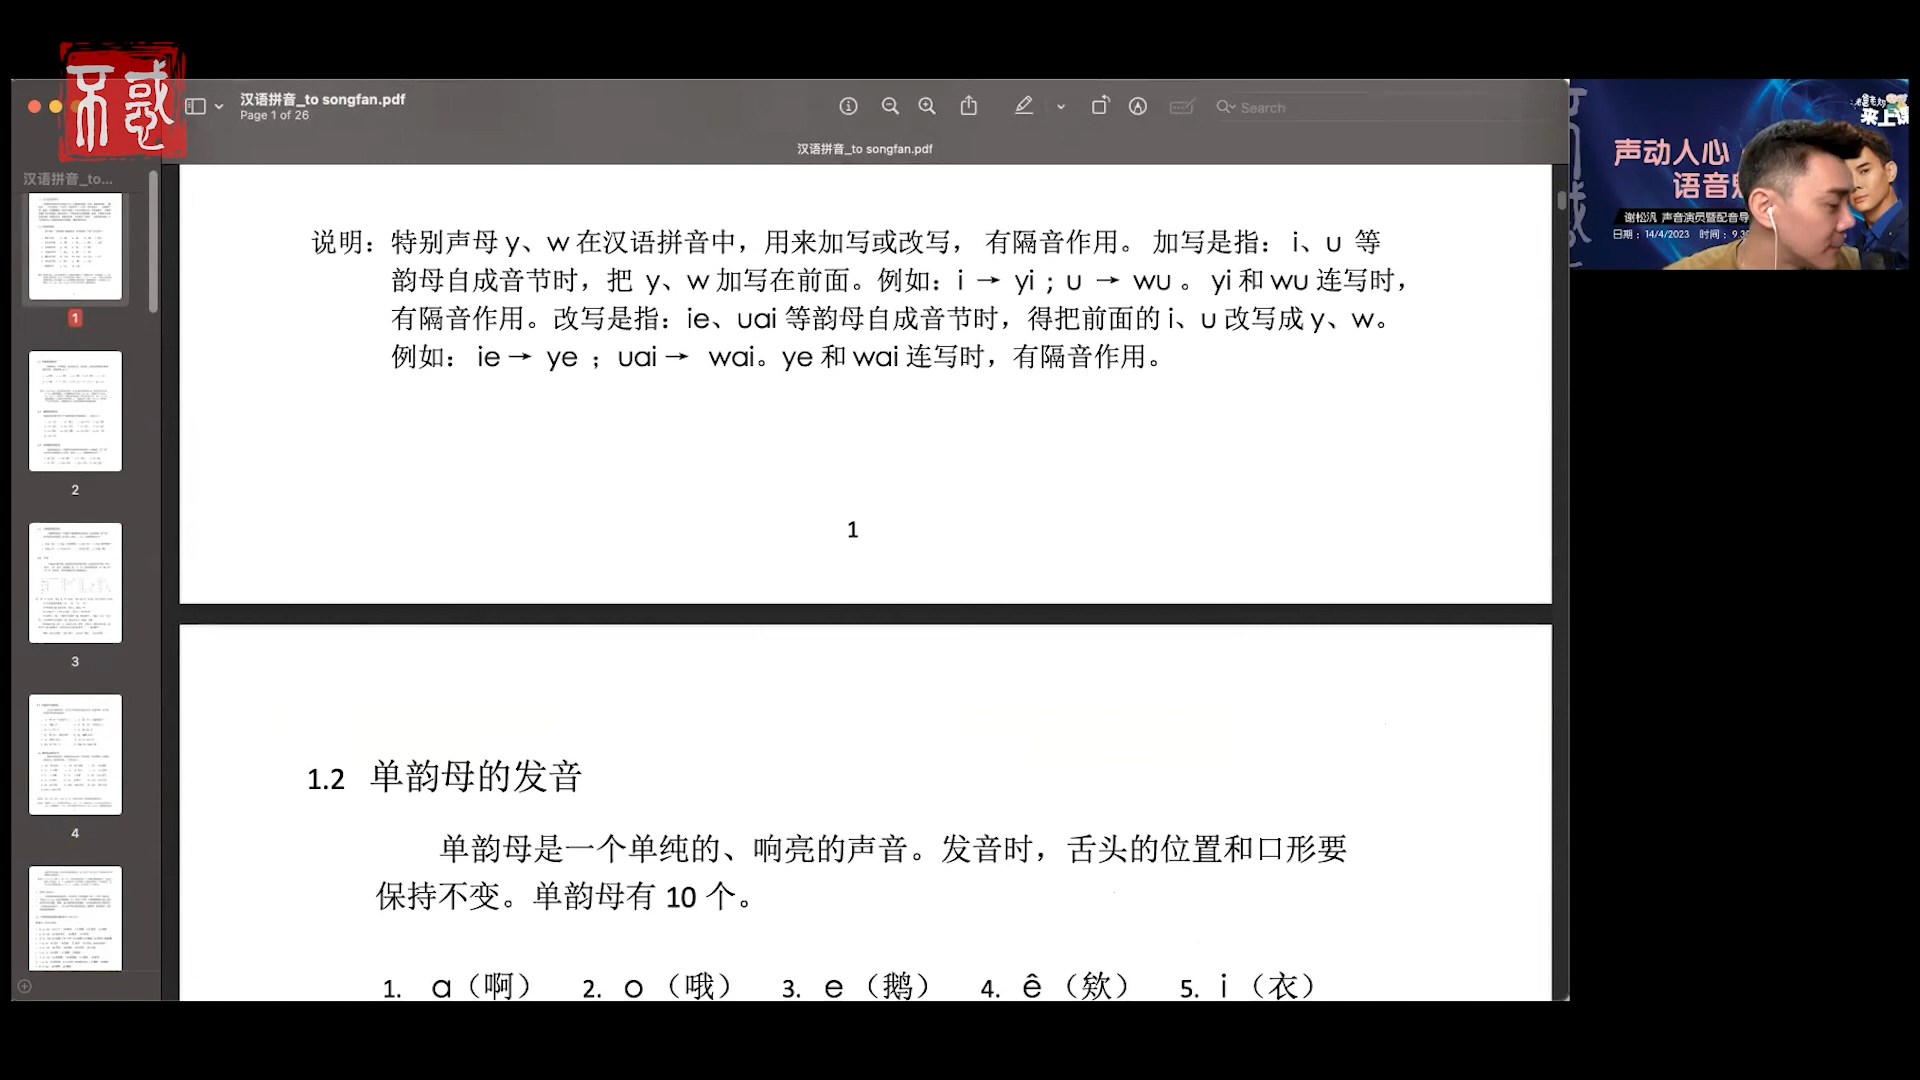 不惑
汉语拼音_to songfan.pdf
Page 1 of 26
Search
汉语拼音_to songfan.pdf
汉语拼音_to...
1
2
3
4
说明：特别声母 y、w 在汉语拼音中，用来加写或改写， 有隔音作用。 加写是指： i、u 等
韵母自成音节时，把 y、w 加写在前面。例如：i → yi ; u → wu 。 yi 和 wu 连写时，
有隔音作用。改写是指：ie、uai 等韵母自成音节时，得把前面的 i、u 改写成 y、w。
例如： ie → ye ；uai → wai。ye 和 wai 连写时，有隔音作用。
1
1.2 单韵母的发音
单韵母是一个单纯的、响亮的声音。发音时，舌头的位置和口形要
保持不变。单韵母有 10 个。
1. ɑ（啊） 2. o （哦） 3. e （鹅） 4. ê （欸） 5. i （衣）
来上课
声动人心
语音
谢松汎 声音演员暨配音导
日期：14/4/2023 时间：9.30